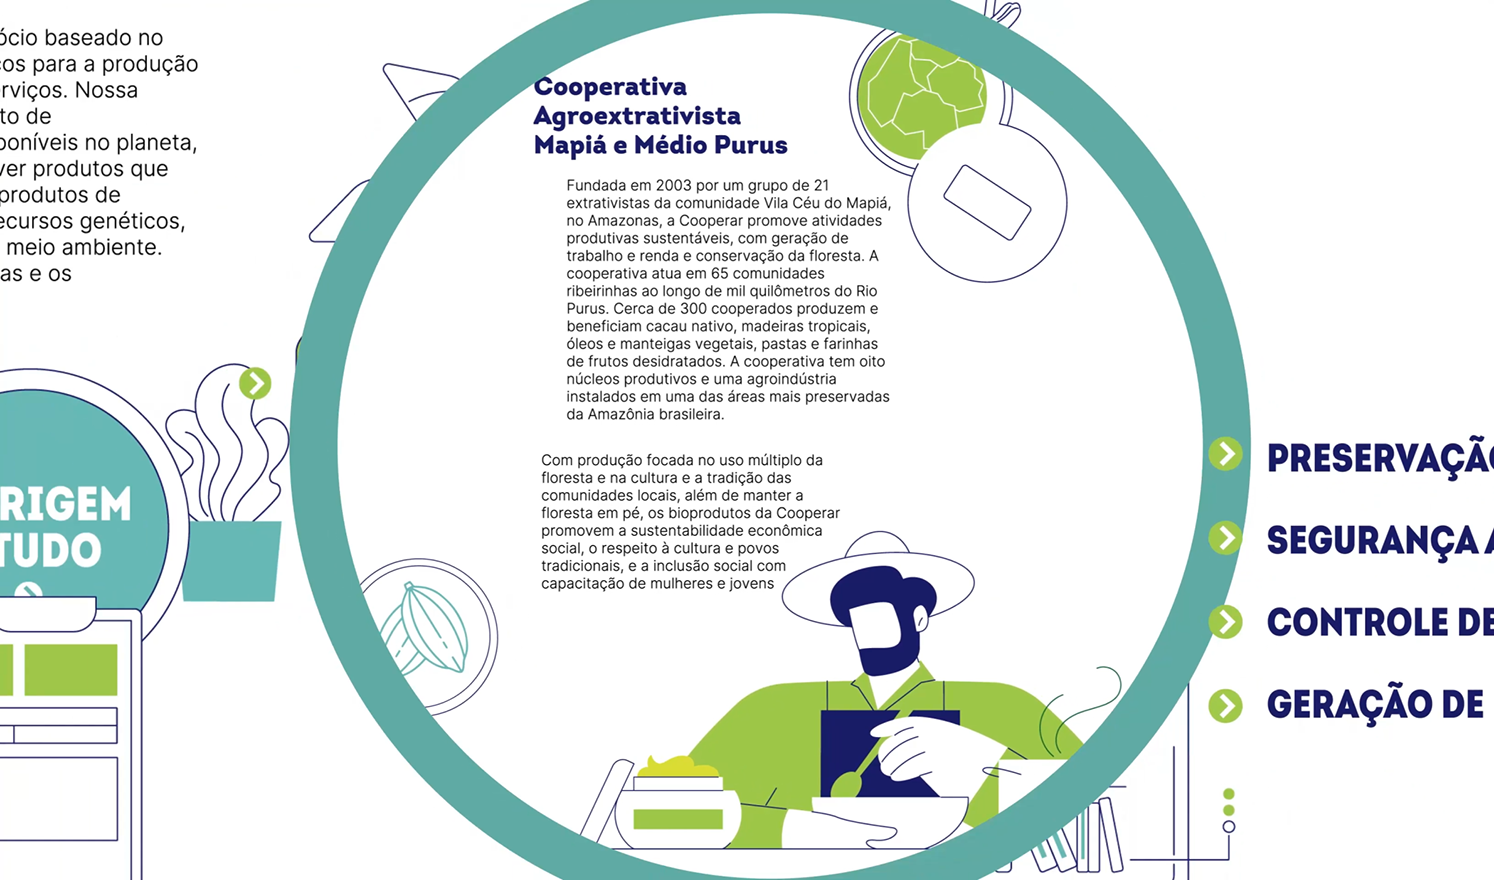 ócio baseado no
cos para a produção
erviços. Nossa
to de
poníveis no planeta,
ver produtos que
produtos de
ecursos genéticos,
meio ambiente.
as e os
RIGEM
TUDO
Cooperativa
Agroextrativista
Mapiá e Médio Purus
Fundada em 2003 por um grupo de 21
extrativistas da comunidade Vila Céu do Mapiá,
no Amazonas, a Cooperar promove atividades
produtivas sustentáveis, com geração de
trabalho e renda e conservação da floresta. A
cooperativa atua em 65 comunidades
ribeirinhas ao longo de mil quilômetros do Rio
Purus. Cerca de 300 cooperados produzem e
beneficiam cacau nativo, madeiras tropicais,
óleos e manteigas vegetais, pastas e farinhas
de frutos desidratados. A cooperativa tem oito
núcleos produtivos e uma agroindústria
instalados em uma das áreas mais preservadas
da Amazônia brasileira.
Com produção focada no uso múltiplo da
floresta e na cultura e a tradição das
comunidades locais, além de manter a
floresta em pé, os bioprodutos da Cooperar
promovem a sustentabilidade econômica
social, o respeito à cultura e povos
tradicionais, e a inclusão social com
capacitação de mulheres e jovens
PRESERVAÇÃO
SEGURANÇA A
CONTROLE DE
GERAÇÃO DE